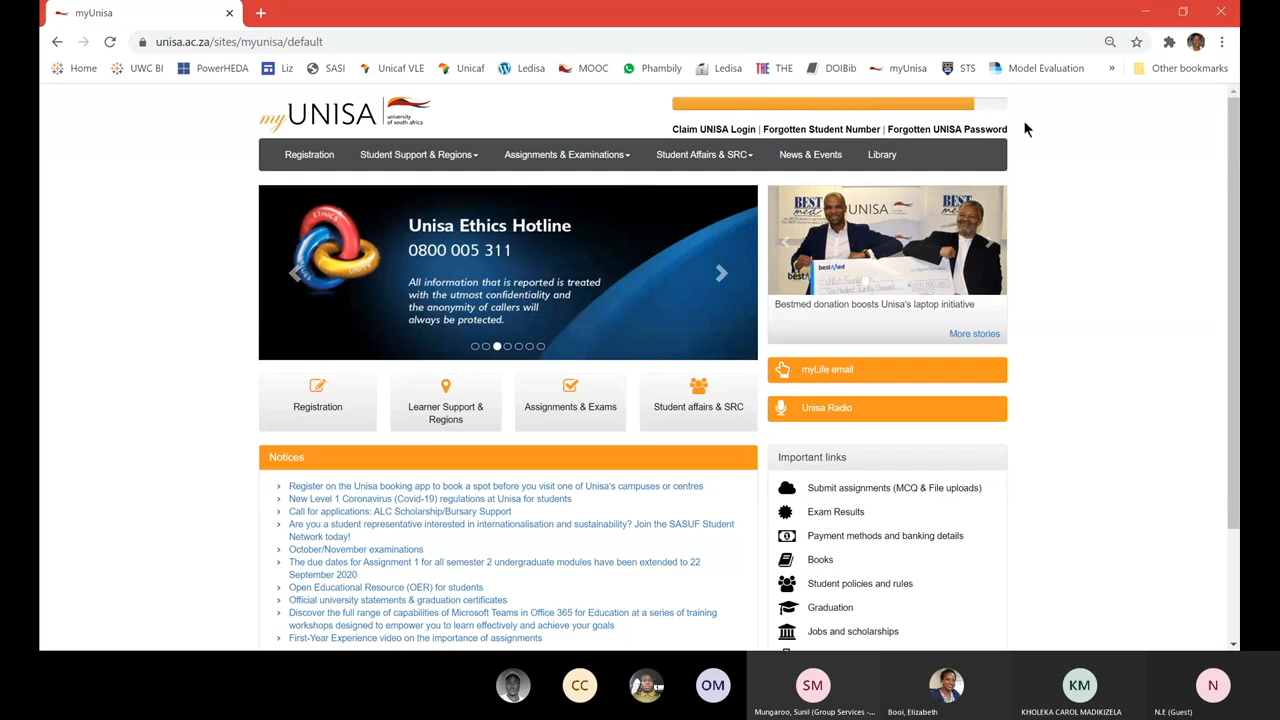 myUnisa
unisa.ac.za/sites/myunisa/default
Home UWC BI PowerHEDA Liz SASI Unicaf VLE Unicaf Ledisa MOOC Phambily Ledisa THE DOIBib myUnisa STS Model Evaluation » Other bookmarks
myUNISA university of south africa
Claim UNISA Login | Forgotten Student Number | Forgotten UNISA Password
Registration Student Support & Regions Assignments & Examinations Student Affairs & SRC News & Events Library
ETHICS
Unisa Ethics Hotline
0800 005 311
All information that is reported is treated
with the utmost confidentiality and
the anonymity of callers will
always be protected.
UNISA
Bestmed donation boosts Unisa's laptop initiative
More stories
myLife email
Unisa Radio
Registration
Learner Support &
Regions
Assignments & Exams
Student affairs & SRC
Notices
Register on the Unisa booking app to book a spot before you visit one of Unisa's campuses or centres
New Level 1 Coronavirus (Covid-19) regulations at Unisa for students
Call for applications: ALC Scholarship/Bursary Support
Are you a student representative interested in internationalisation and sustainability? Join the SASUF Student
Network today!
October/November examinations
The due dates for Assignment 1 for all semester 2 undergraduate modules have been extended to 22
September 2020
Open Educational Resource (OER) for students
Official university statements & graduation certificates
Discover the full range of capabilities of Microsoft Teams in Office 365 for Education at a series of training
workshops designed to empower you to learn effectively and achieve your goals
First-Year Experience video on the importance of assignments
Important links
Submit assignments (MCQ & File uploads)
Exam Results
Payment methods and banking details
Books
Student policies and rules
Graduation
Jobs and scholarships
CC OM SM KM N
Mungaroo, Sunil (Group Services -... Booi, Elizabeth KHOLEKA CAROL MADIKIZELA N.E (Guest)